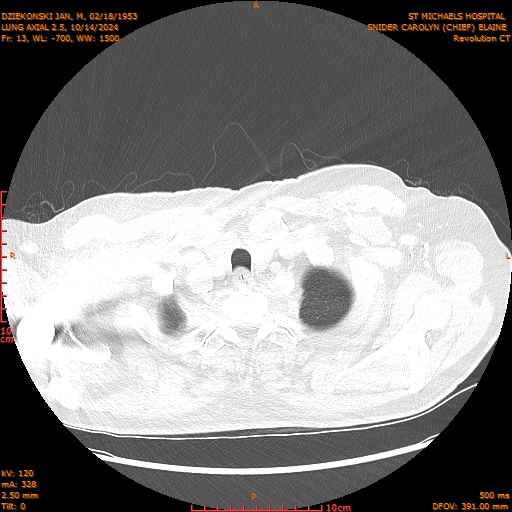 DZIEKONSKI JAN, M, 02/18/1953
LUNG AXIAL 2.5, 10/14/2024
Fr: 13, WL: -700, WW: 1500
ST MICHAELS HOSPITAL
SNIDER CAROLYN (CHIEF) ELAINE
Revolution CT
A
R
L
10
cm
P
kV: 120
mA: 328
2.50 mm
Tilt: 0
10cm
500 ms
DFOV: 391.00 mm